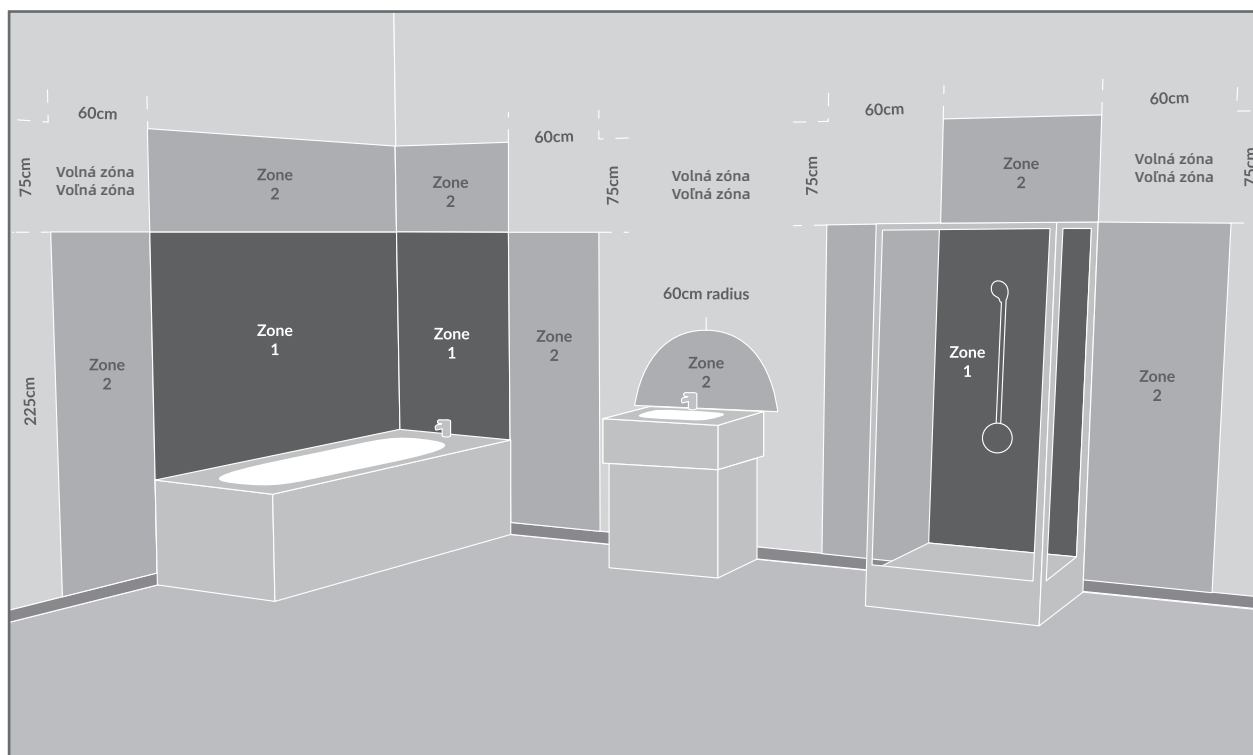 60cm
75cm
Volná zóna
Voľná zóna
Zone
2
Zone
2
60cm
75cm
Volná zóna
Voľná zóna
75cm
60cm
Zone
2
60cm
Volná zóna
Voľná zóna
75cm
225cm
Zone
2
Zone
1
Zone
1
Zone
2
60cm radius
Zone
2
Zone
1
Zone
2